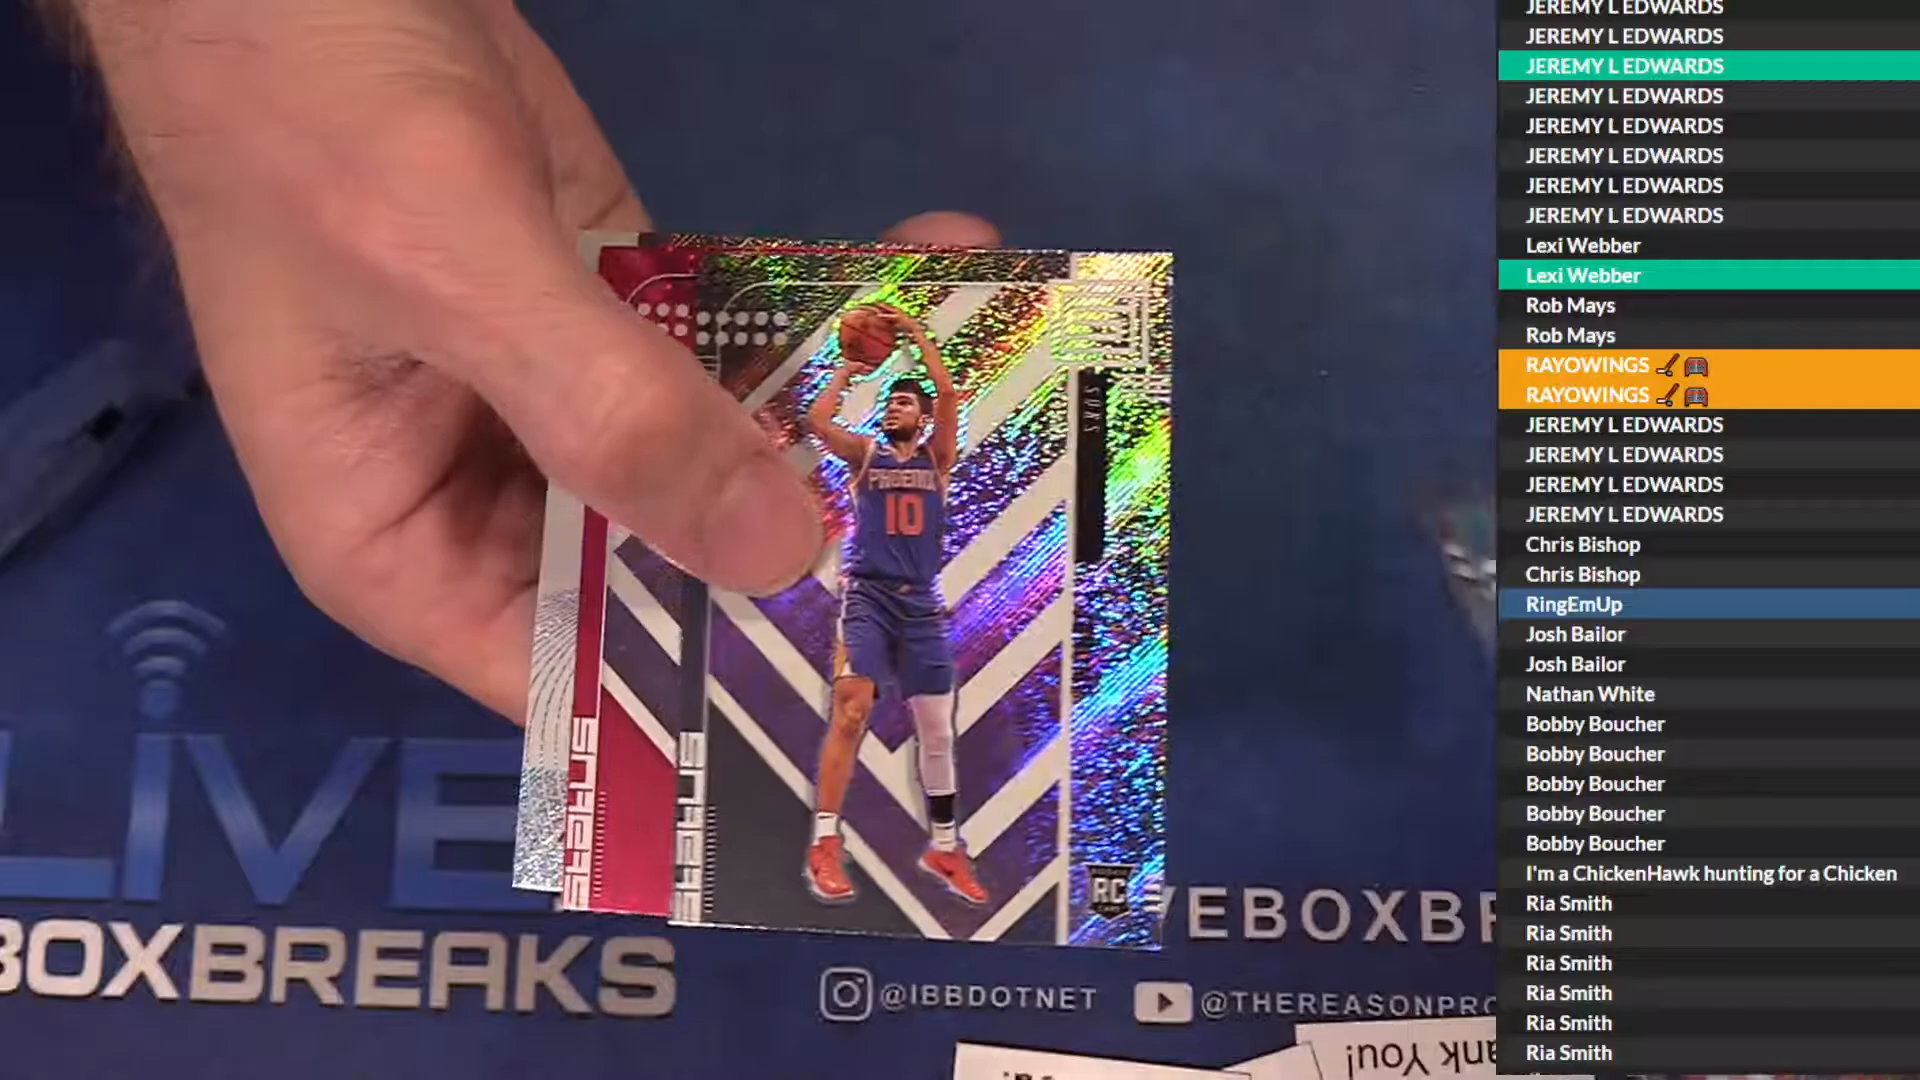 JEREMY L EDWARDS
JEREMY L EDWARDS
JEREMY L EDWARDS
JEREMY L EDWARDS
JEREMY L EDWARDS
JEREMY L EDWARDS
JEREMY L EDWARDS
JEREMY L EDWARDS
Lexi Webber
Lexi Webber
Rob Mays
Rob Mays
RAYOWINGS
RAYOWINGS
JEREMY L EDWARDS
JEREMY L EDWARDS
JEREMY L EDWARDS
JEREMY L EDWARDS
Chris Bishop
Chris Bishop
RingEmUp
Josh Bailor
Josh Bailor
Nathan White
Bobby Boucher
Bobby Boucher
Bobby Boucher
Bobby Boucher
Bobby Boucher
I'm a ChickenHawk hunting for a Chicken
Ria Smith
Ria Smith
Ria Smith
Ria Smith
Ria Smith
Ria Smith
SUNS
PHOENIX
10
RC
LIVE
BOXBREAKS
VEBOXBR
@IBBDOTNET
@THEREASONPRO
ank You!